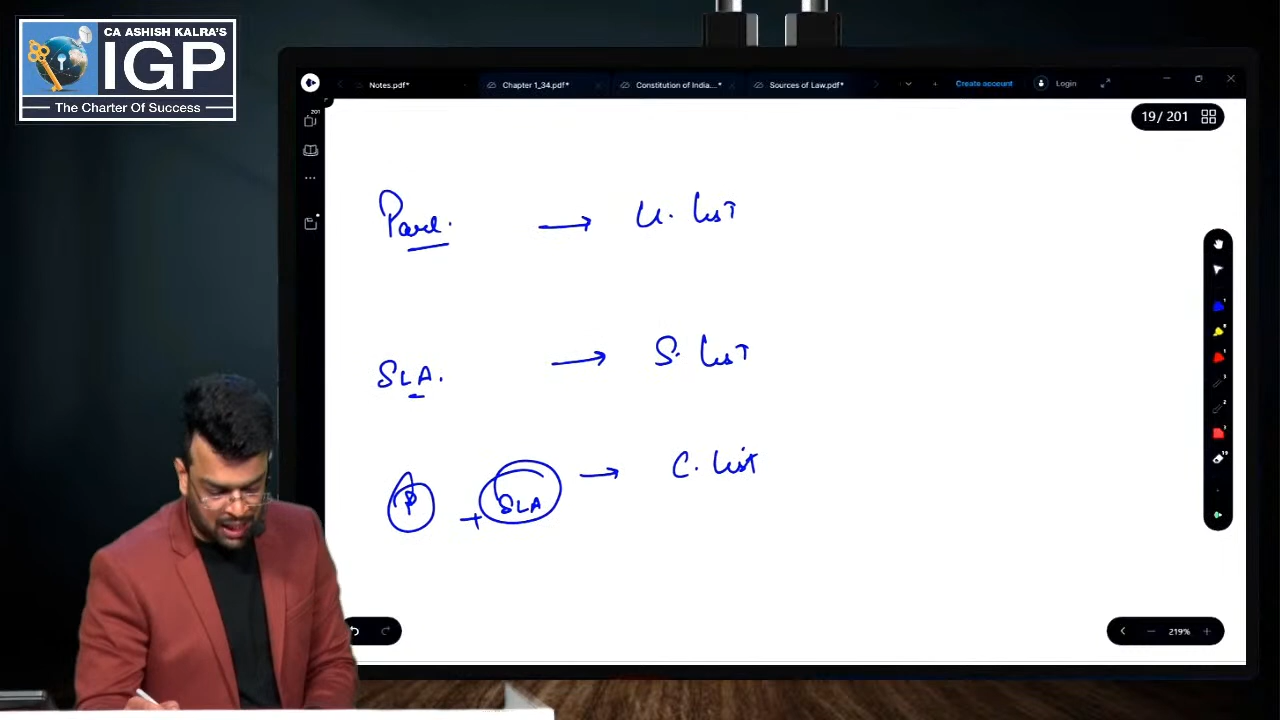 CA ASHISH KALRA'S
IGP
The Charter Of Success
Notes.pdf*
Chapter 1_34.pdf*
Constitution of India...*
Sources of Law.pdf*
Create account
Login
201
19 / 201
Parl. → U. List
SLA. → S. List
P + SLA → C. List
219%